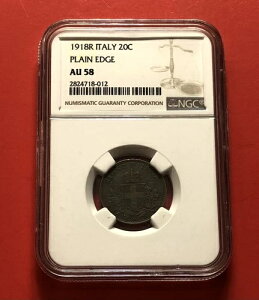 1918R ITALY 20C
PLAIN EDGE
AU 58
2824718-012
NUMISMATIC GUARANTY CORPORATION
NGC